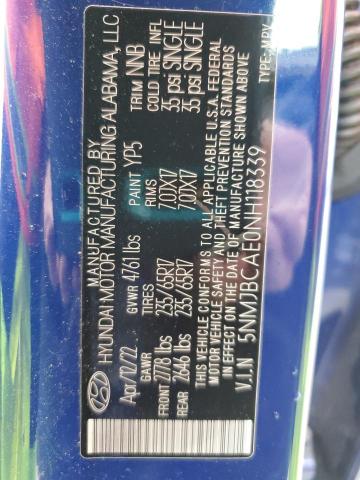 MANUFACTURED BY
HYUNDAI MOTOR MANUFACTURING ALABAMA, LLC
Apr/12/22 GVWR 4761 lbs PAINT YP5 TRIM NNB
GAWR TIRES RIMS COLD TIRE INFL
FRONT 2778 lbs 235/65R17 7.0JX17 35 psi SINGLE
REAR 2646 lbs 235/65R17 7.0JX17 35 psi SINGLE
THIS VEHICLE CONFORMS TO ALL APPLICABLE U.S.A. FEDERAL
MOTOR VEHICLE SAFETY AND THEFT PREVENTION STANDARDS
IN EFFECT ON THE DATE OF MANUFACTURE SHOWN ABOVE
V.I.N 5NMJBCAE0NH118339 TYPE: MPV